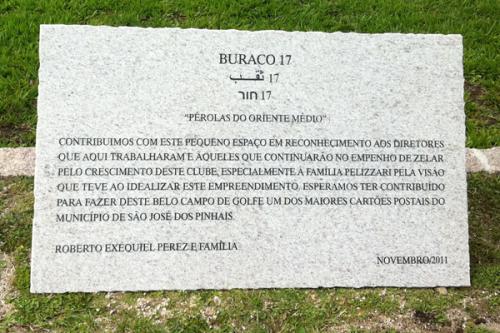 BURACO 17
ثقب 17
חור 17
"PÉROLAS DO ORIENTE MÉDIO"
CONTRIBUIMOS COM ESTE PEQUENO ESPAÇO EM RECONHECIMENTO AOS DIRETORES
QUE AQUI TRABALHARAM E ÀQUELES QUE CONTINUARÃO NO EMPENHO DE ZELAR
PELO CRESCIMENTO DESTE CLUBE, ESPECIALMENTE À FAMÍLIA PELIZZARI PELA VISÃO
QUE TEVE AO IDEALIZAR ESTE EMPREENDIMENTO. ESPERAMOS TER CONTRIBUÍDO
PARA FAZER DESTE BELO CAMPO DE GOLFE UM DOS MAIORES CARTÕES POSTAIS DO
MUNICÍPIO DE SÃO JOSÉ DOS PINHAIS.
ROBERTO EXEQUIEL PEREZ E FAMÍLIA
NOVEMBRO/2011